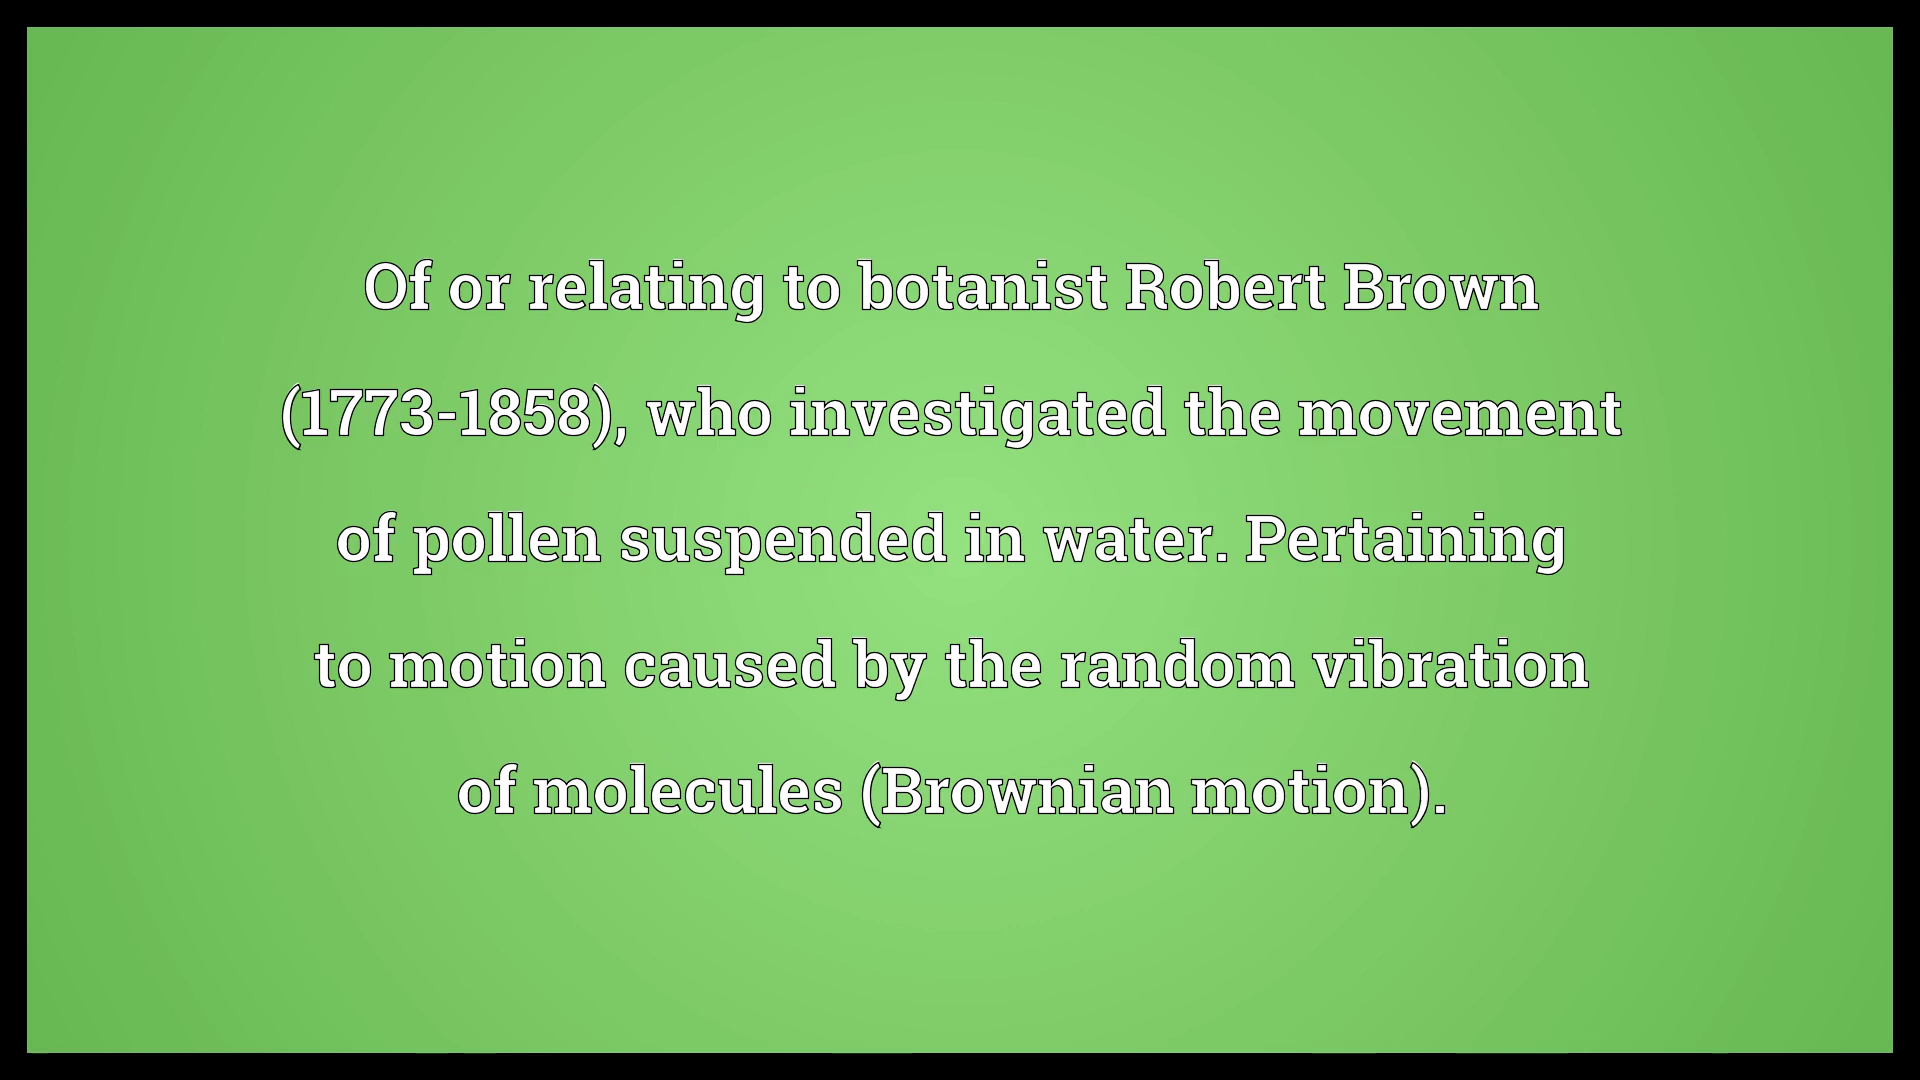 Of or relating to botanist Robert Brown
(1773-1858), who investigated the movement
of pollen suspended in water. Pertaining
to motion caused by the random vibration
of molecules (Brownian motion).